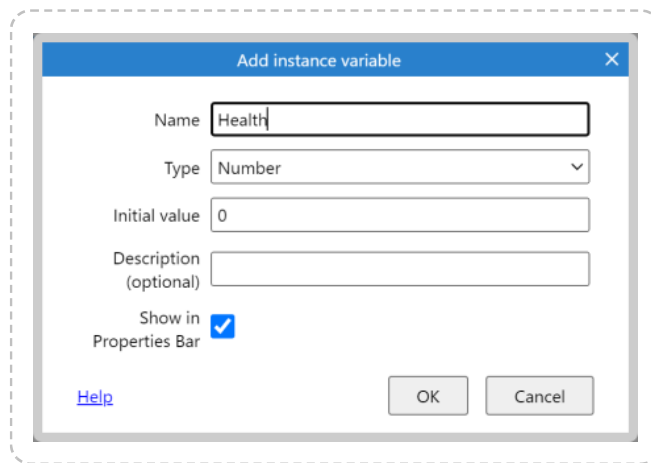 Add instance variable
Name Health
Type Number
Initial value 0
Description
(optional)
Show in
Properties Bar
Help OK Cancel